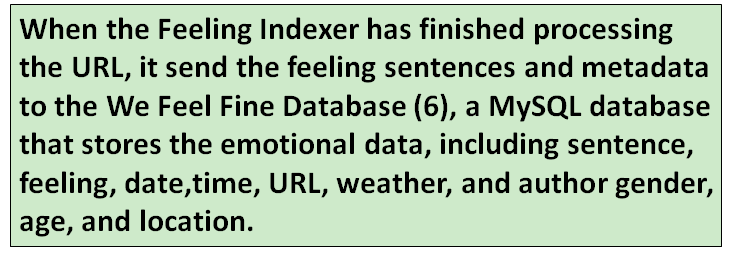 When the Feeling Indexer has finished processing
the URL, it send the feeling sentences and metadata
to the We Feel Fine Database (6), a MySQL database
that stores the emotional data, including sentence,
feeling, date,time, URL, weather, and author gender,
age, and location.